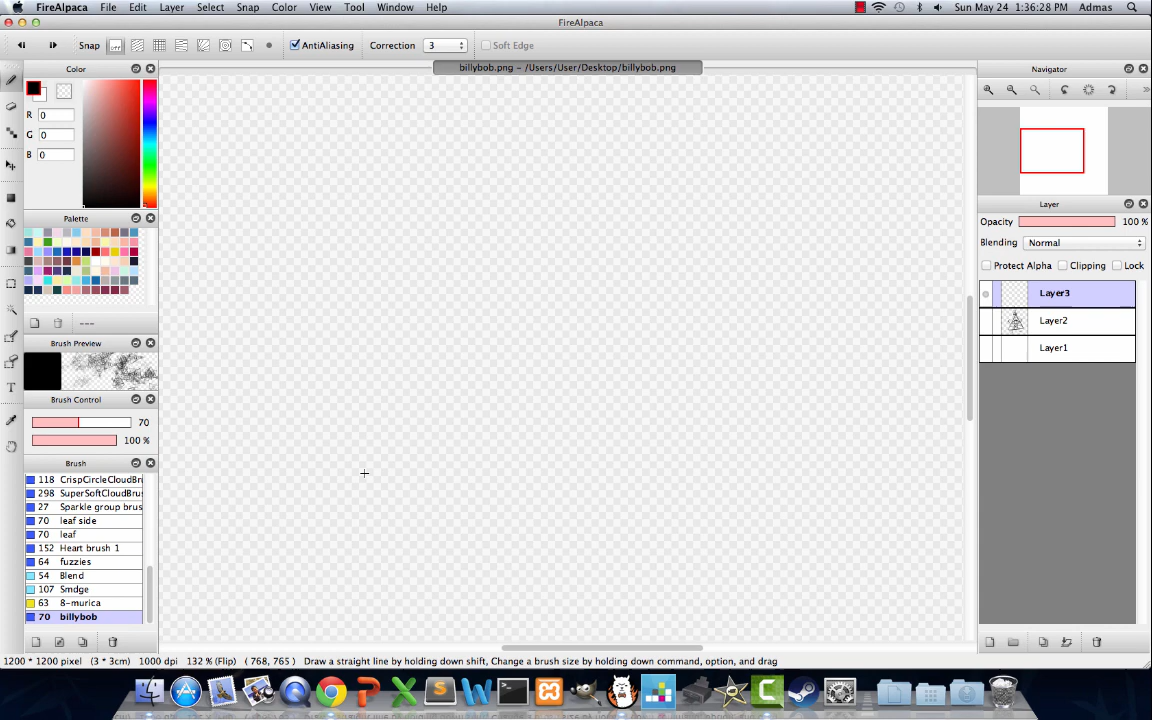 FireAlpaca File Edit Layer Select Snap Color View Tool Window Help Sun May 24 1:36:28 PM Admas
FireAlpaca
Snap off AntiAliasing Correction 3 Soft Edge
billybob.png – /Users/User/Desktop/billybob.png
Color
R 0
G 0
B 0
Palette
---
Brush Preview
Brush Control
70
100 %
Brush
118 CrispCircleCloudBr
298 SuperSoftCloudBrus
27 Sparkle group brus
70 leaf side
70 leaf
152 Heart brush 1
64 fuzzies
54 Blend
107 Smdge
63 8-murica
70 billybob
Navigator
Layer
Opacity 100 %
Blending Normal
Protect Alpha Clipping Lock
Layer3
Layer2
Layer1
1200 * 1200 pixel (3 * 3cm) 1000 dpi 132 % (Flip) ( 768, 765 ) Draw a straight line by holding down shift, Change a brush size by holding down command, option, and drag